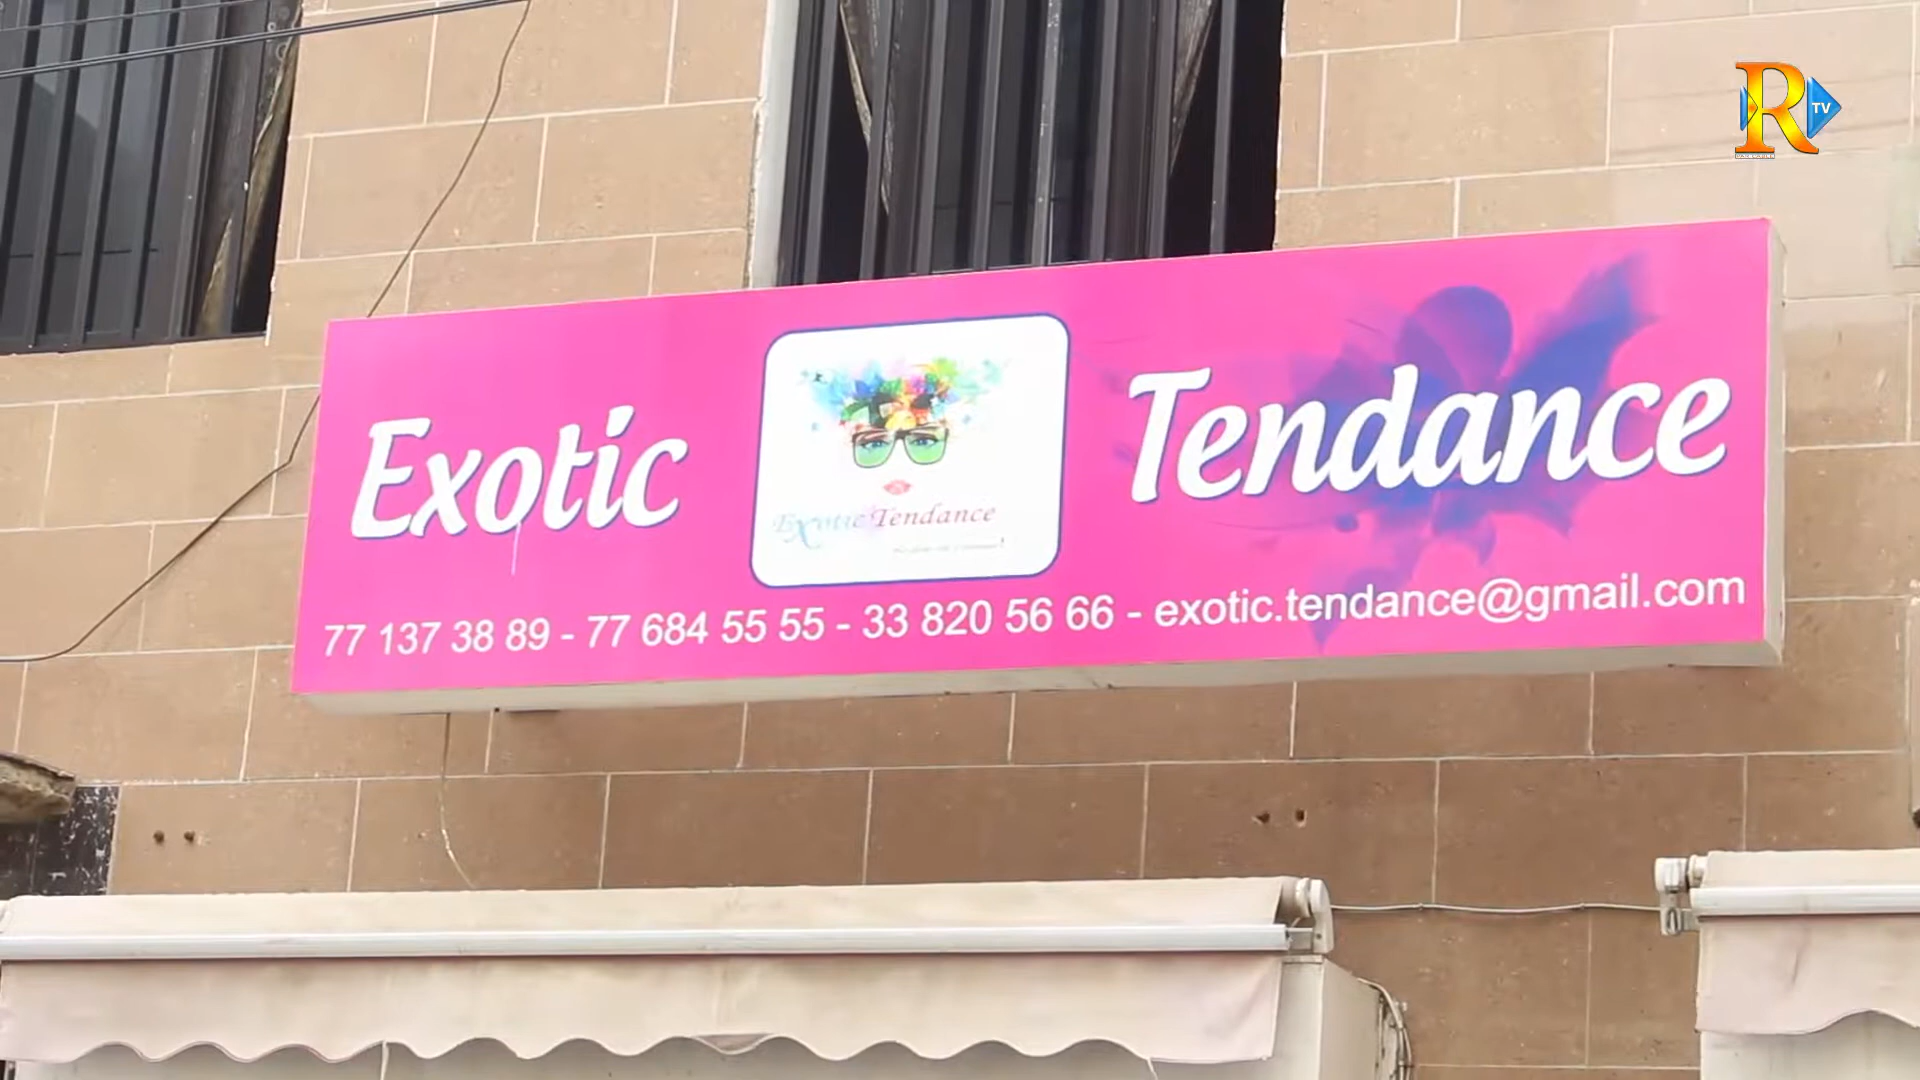 R TV
Exotic Tendance
Exotic Tendance
77 137 38 89 - 77 684 55 55 - 33 820 56 66 - exotic.tendance@gmail.com